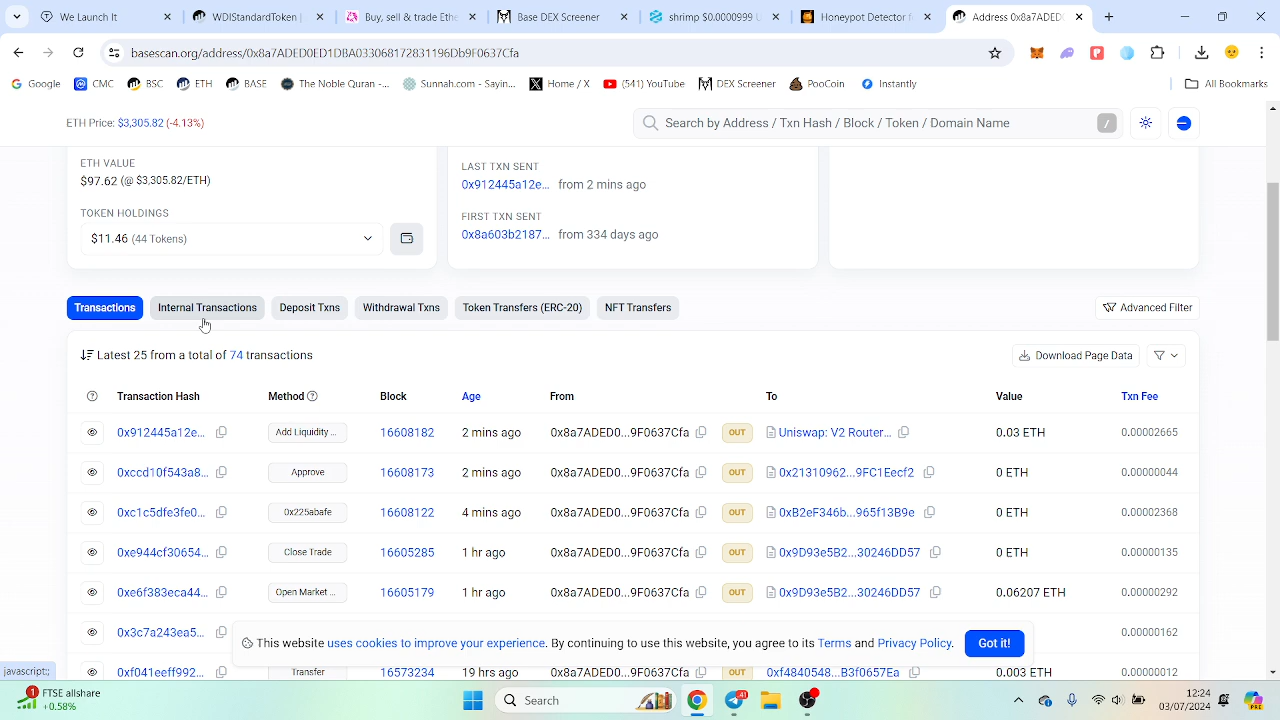 We Launch
WDIStandardToken |
Buy, sell & trade Ethe
Base DEX Screener
shrimp $0.0000999 U
Honeypot Detector f
Address 0x8a7ADED
basescan.org/address/0x8a7ADED0ED1DBA033068172831196Db9F0637Cfa
Google CMC BSC ETH BASE The Noble Quran -... Sunnah.com - Sayin... Home / X (541) YouTube DEX Screener PooCoin Instantly All Bookmarks
ETH Price: $3,305.82 (-4.13%)
Search by Address / Txn Hash / Block / Token / Domain Name /
ETH VALUE
$97.62 (@ $3,305.82/ETH)
TOKEN HOLDINGS
$11.46 (44 Tokens)
LAST TXN SENT
0x912445a12e... from 2 mins ago
FIRST TXN SENT
0x8a603b2187... from 334 days ago
Transactions Internal Transactions Deposit Txns Withdrawal Txns Token Transfers (ERC-20) NFT Transfers Advanced Filter
Latest 25 from a total of 74 transactions Download Page Data
Transaction Hash Method Block Age From To Value Txn Fee
0x912445a12e... Add Liquidity ... 16608182 2 mins ago 0x8a7ADED0...9F0637Cfa OUT Uniswap: V2 Router... 0.03 ETH 0.00002665
0xccd10f543a8... Approve 16608173 2 mins ago 0x8a7ADED0...9F0637Cfa OUT 0x21310962...9FC1Eecf2 0 ETH 0.00000044
0xc1c5dfe3fe0... 0x225abafe 16608122 4 mins ago 0x8a7ADED0...9F0637Cfa OUT 0xB2eF346b...965f13B9e 0 ETH 0.00002368
0xe944cf30654... Close Trade 16605285 1 hr ago 0x8a7ADED0...9F0637Cfa OUT 0x9D93e5B2...30246DD57 0 ETH 0.00000135
0xe6f383eca44... Open Market ... 16605179 1 hr ago 0x8a7ADED0...9F0637Cfa OUT 0x9D93e5B2...30246DD57 0.06207 ETH 0.00000292
0x3c7a243ea5... 0.00000162
This website uses cookies to improve your experience. By continuing to use this website, you agree to its Terms and Privacy Policy. Got it!
0xf041eeff992... Transfer 16573234 19 hrs ago 0x8a7ADED0...9F0637Cfa OUT 0xf4840548...B3f0657Ea 0.003 ETH 0.00000012
javascript:;
1 FTSE allshare
+0.58%
Search
41
12:24
03/07/2024
PRE